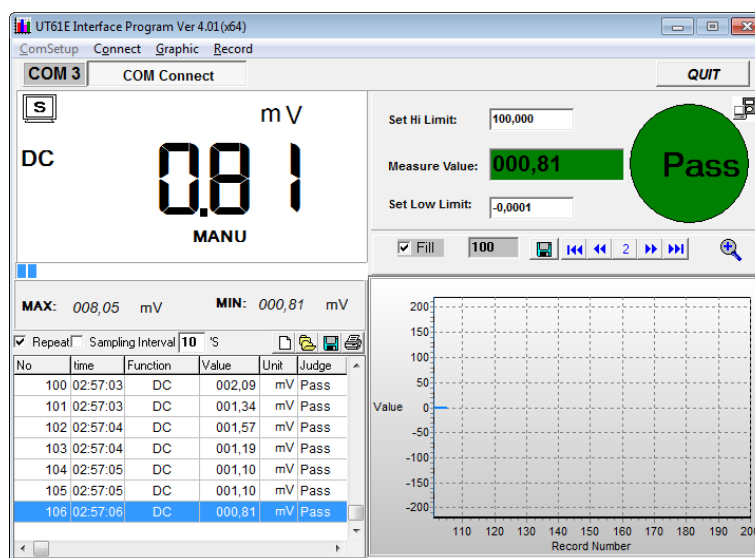 UT61E Interface Program Ver 4.01(x64)
ComSetup Connect Graphic Record
COM 3 COM Connect QUIT
S
mV
DC
0.81
MANU
Set Hi Limit: 100,000
Measure Value: 000,81
Set Low Limit: -0,0001
Pass
Fill 100 2
MAX: 008,05 mV MIN: 000,81 mV
Repeat Sampling Interval 10 'S
No time Function Value Unit Judge
100 02:57:03 DC 002,09 mV Pass
101 02:57:03 DC 001,34 mV Pass
102 02:57:04 DC 001,57 mV Pass
103 02:57:04 DC 001,19 mV Pass
104 02:57:05 DC 001,10 mV Pass
105 02:57:05 DC 001,10 mV Pass
106 02:57:06 DC 000,81 mV Pass
200
150
100
50
Value 0
-50
-100
-150
-200
110 120 130 140 150 160 170 180 190 200
Record Number